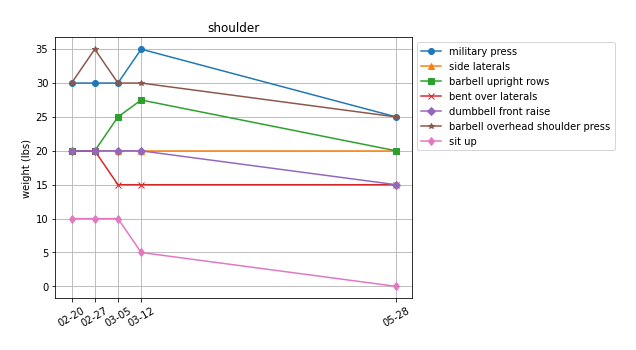 shoulder
weight (lbs)
35
30
25
20
15
10
5
0
02-20
02-27
03-05
03-12
05-28
military press
side laterals
barbell upright rows
bent over laterals
dumbbell front raise
barbell overhead shoulder press
sit up